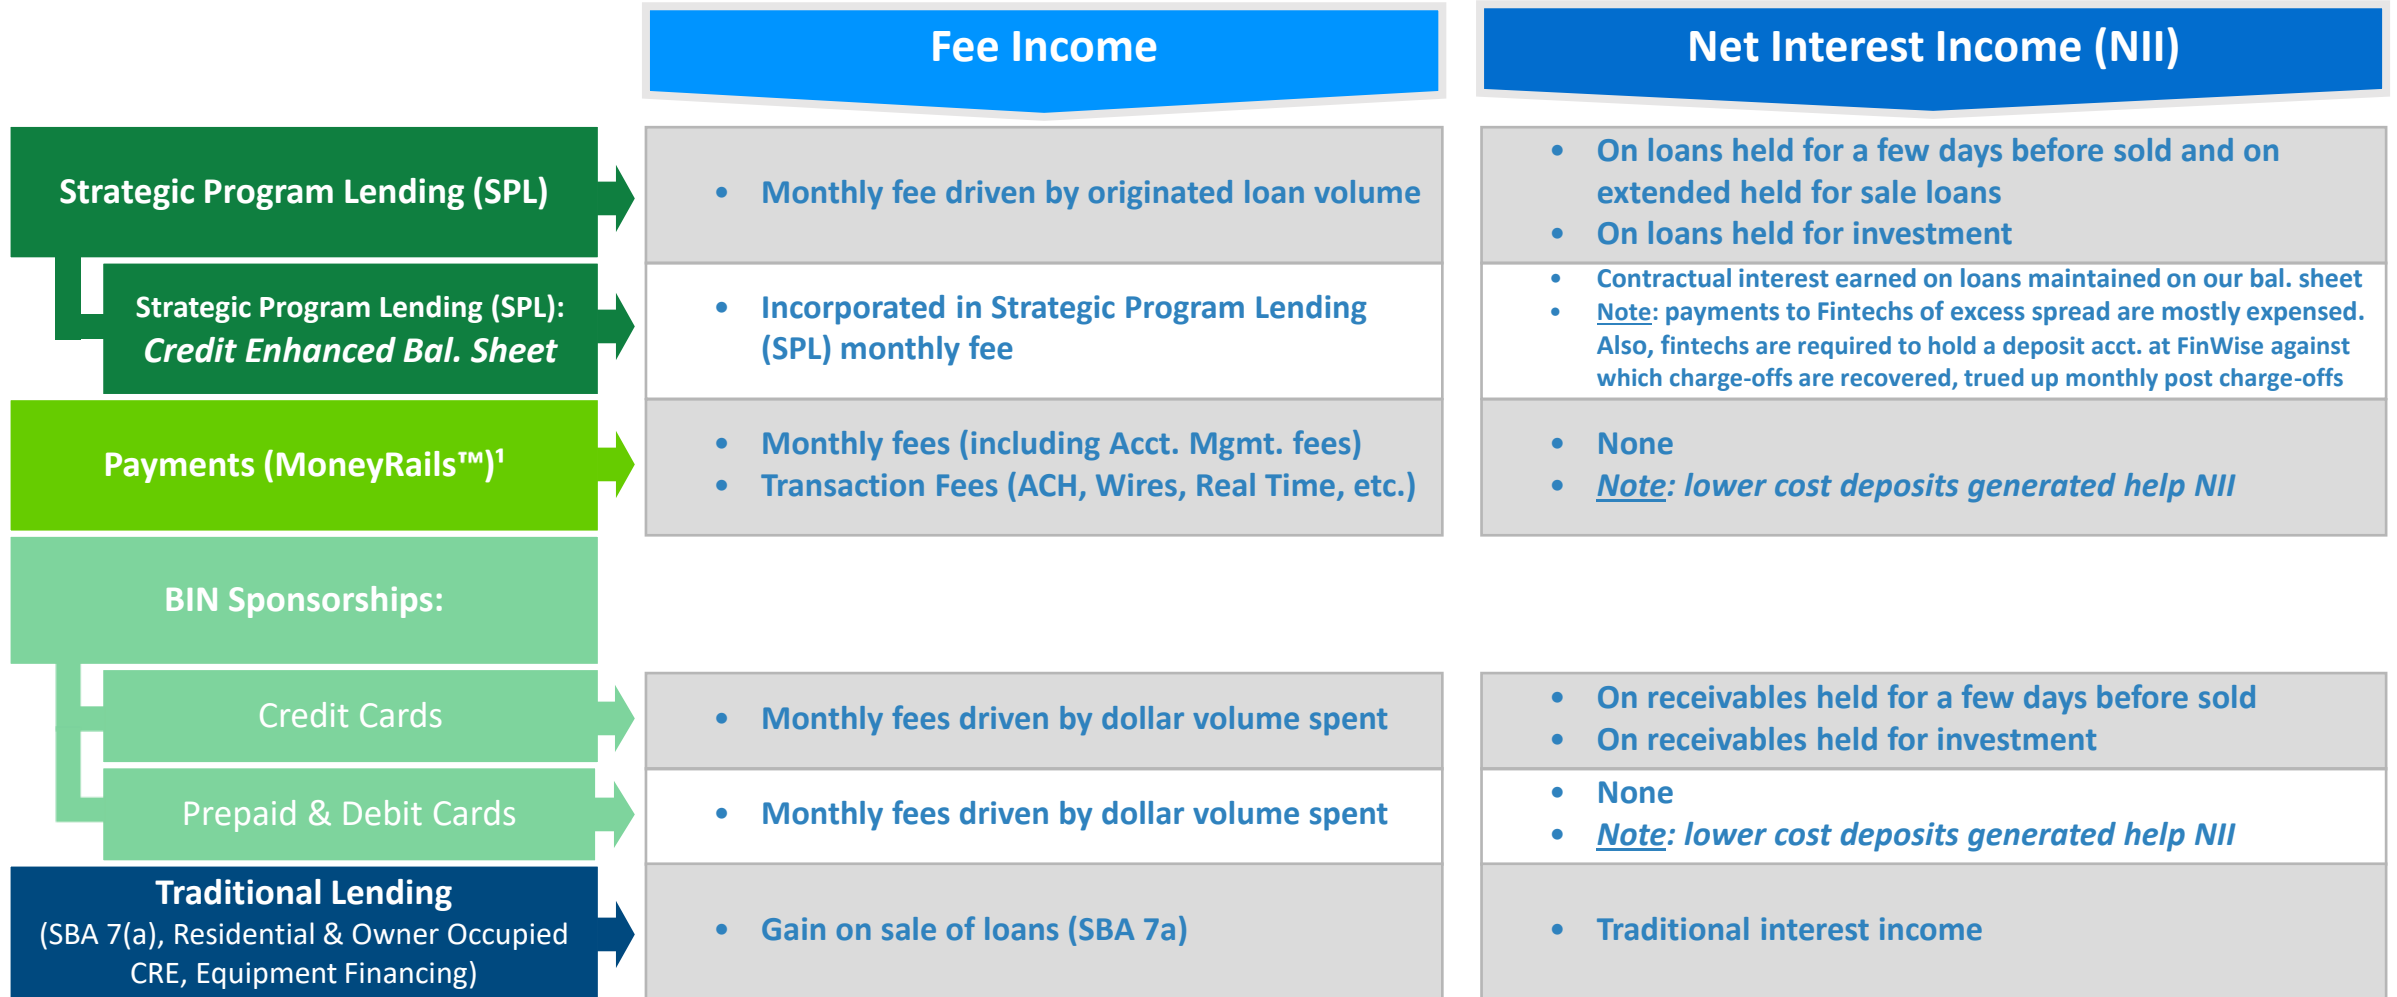 Fee Income
Net Interest Income (NII)
Strategic Program Lending (SPL)
• Monthly fee driven by originated loan volume
• On loans held for a few days before sold and on
extended held for sale loans
• On loans held for investment
Strategic Program Lending (SPL):
Credit Enhanced Bal. Sheet
• Incorporated in Strategic Program Lending
(SPL) monthly fee
• Contractual interest earned on loans maintained on our bal. sheet
• Note: payments to Fintechs of excess spread are mostly expensed.
Also, fintechs are required to hold a deposit acct. at FinWise against
which charge-offs are recovered, trued up monthly post charge-offs
Payments (MoneyRails™)¹
• Monthly fees (including Acct. Mgmt. fees)
• Transaction Fees (ACH, Wires, Real Time, etc.)
• None
• Note: lower cost deposits generated help NII
BIN Sponsorships:
Credit Cards
• Monthly fees driven by dollar volume spent
• On receivables held for a few days before sold
• On receivables held for investment
Prepaid & Debit Cards
• Monthly fees driven by dollar volume spent
• None
• Note: lower cost deposits generated help NII
Traditional Lending
(SBA 7(a), Residential & Owner Occupied
CRE, Equipment Financing)
• Gain on sale of loans (SBA 7a)
• Traditional interest income